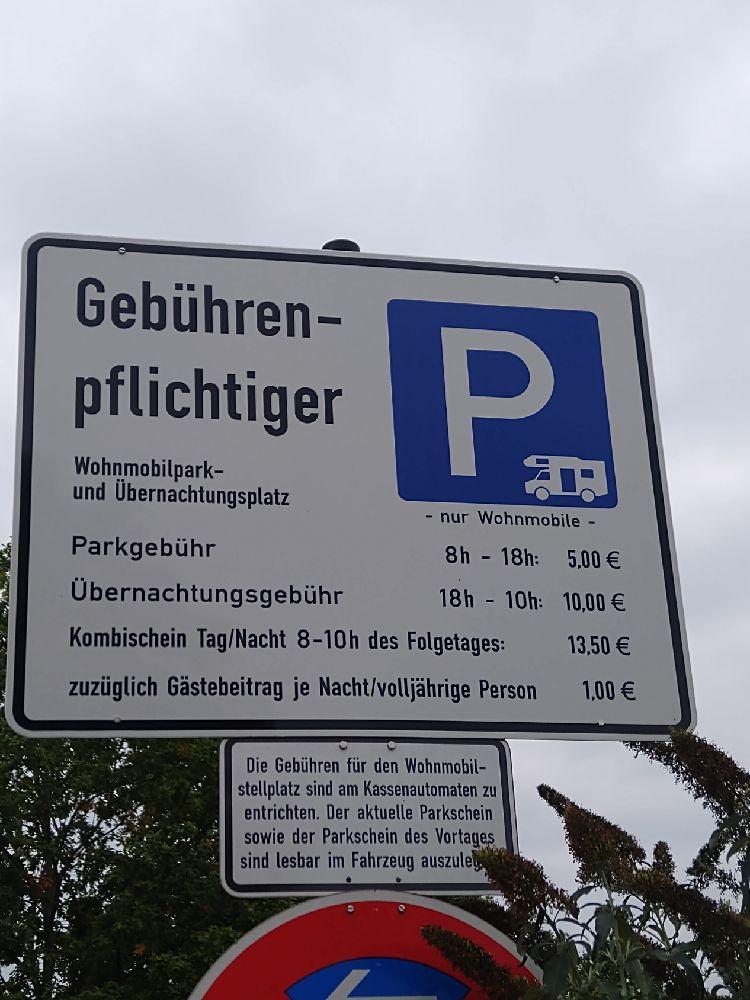 Gebühren-
pflichtiger
P
Wohnmobilpark-
und Übernachtungsplatz
- nur Wohnmobile -
Parkgebühr 8h - 18h: 5,00 €
Übernachtungsgebühr 18h - 10h: 10,00 €
Kombischein Tag/Nacht 8-10h des Folgetages: 13,50 €
zuzüglich Gästebeitrag je Nacht/volljährige Person 1,00 €
Die Gebühren für den Wohnmobil-
stellplatz sind am Kassenautomaten zu
entrichten. Der aktuelle Parkschein
sowie der Parkschein des Vortages
sind lesbar im Fahrzeug